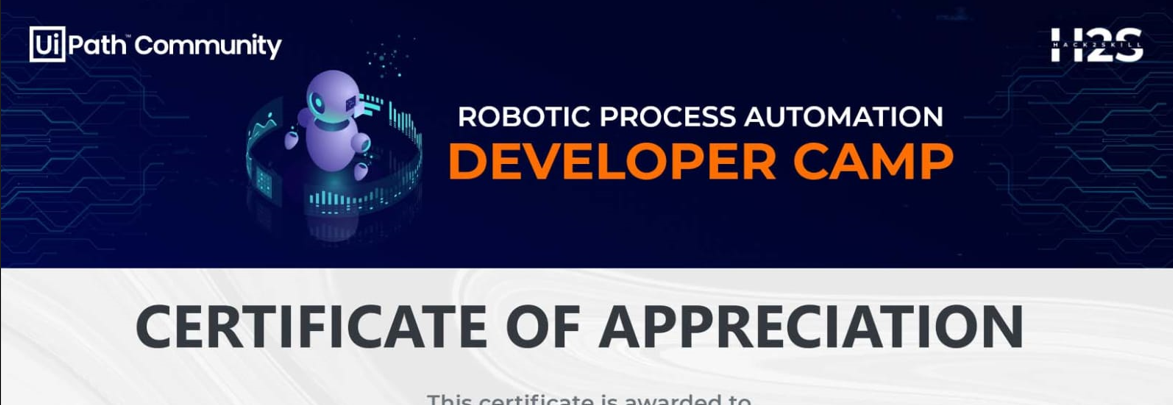 UiPath™ Community
H2S
HACK2SKILL
ROBOTIC PROCESS AUTOMATION
DEVELOPER CAMP
CERTIFICATE OF APPRECIATION
This certificate is awarded to